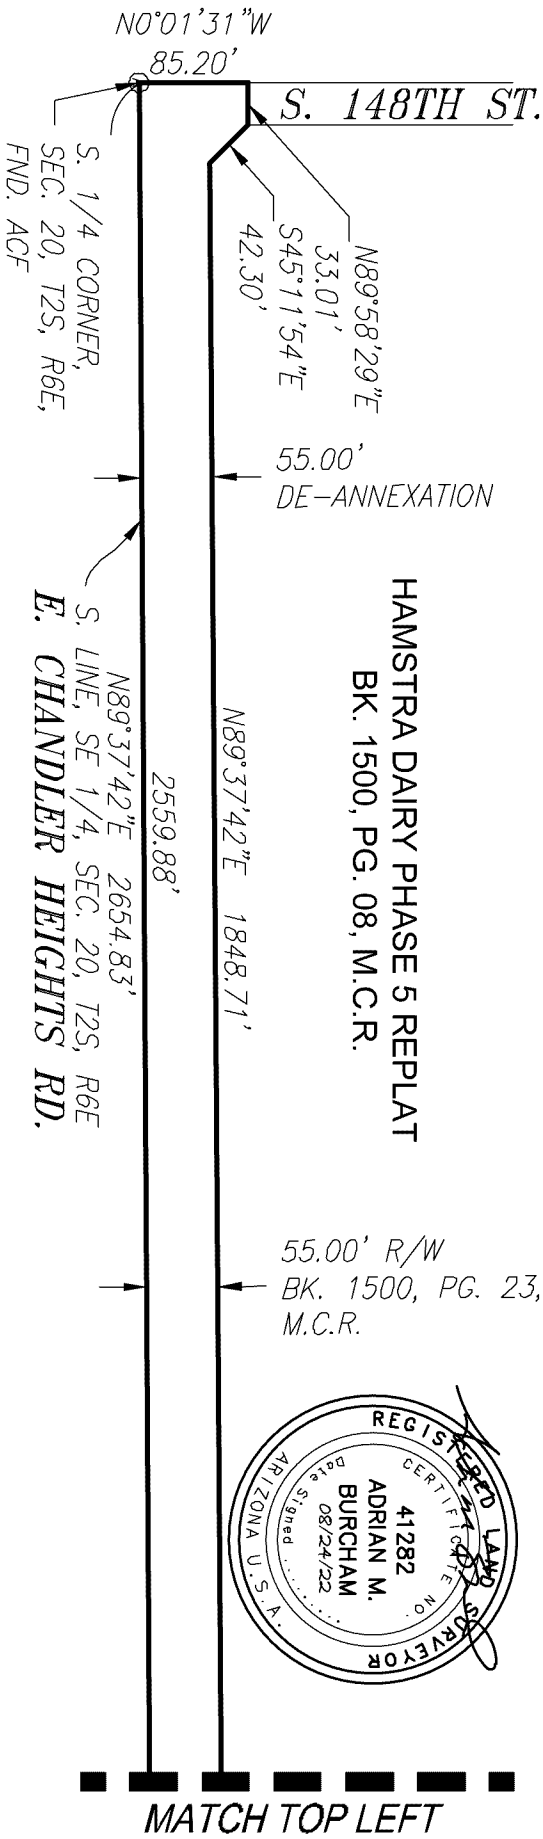 N0°01'31"W
85.20'
S. 148TH ST.
N89°58'29"E
33.01'
S45°11'54"E
42.30'
S. 1/4 CORNER,
SEC. 20, T2S, R6E,
FND. ACF
55.00'
DE-ANNEXATION
HAMSTRA DAIRY PHASE 5 REPLAT
BK. 1500, PG. 08, M.C.R.
N89°37'42"E 1848.71'
2559.88'
N89°37'42"E 2654.83'
S. LINE, SE 1/4, SEC. 20, T2S, R6E
E. CHANDLER HEIGHTS RD.
55.00' R/W
BK. 1500, PG. 23,
M.C.R.
REGISTERED LAND SURVEYOR
CERTIFICATE NO.
41282
ADRIAN M.
BURCHAM
08/24/22
Date Signed ........
ARIZONA U.S.A.
MATCH TOP LEFT